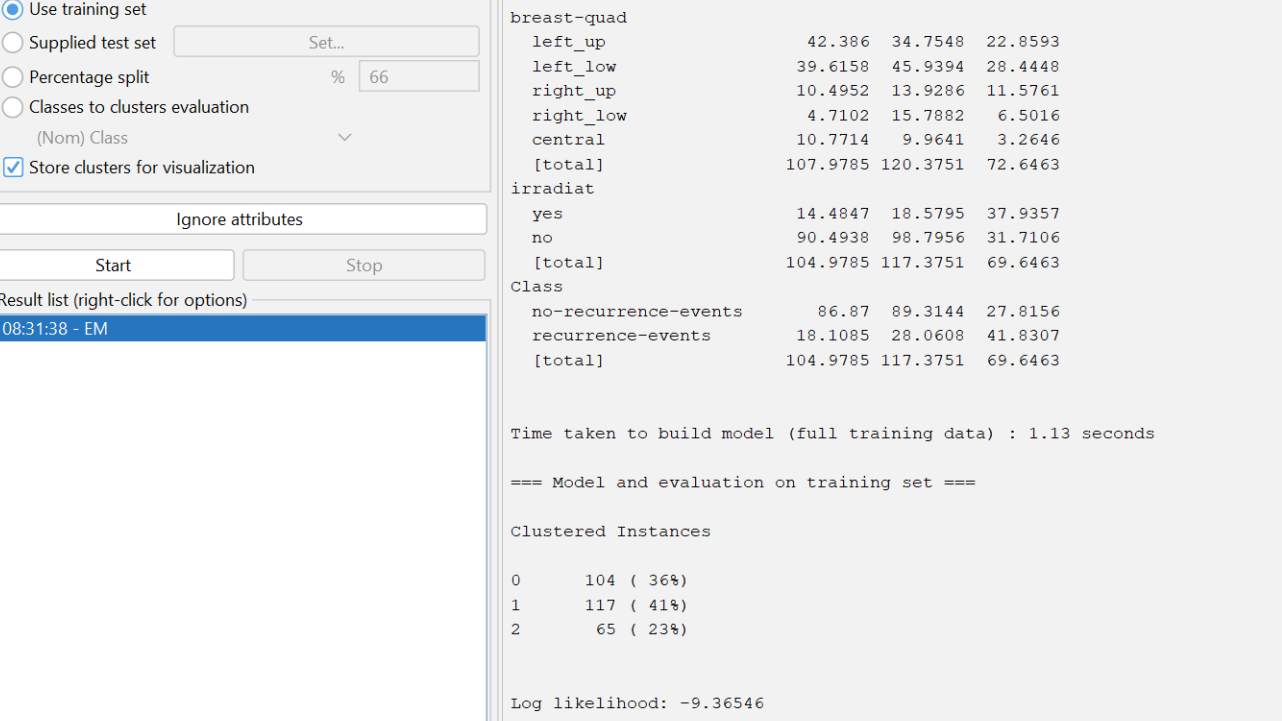 Use training set
Supplied test set Set...
Percentage split % 66
Classes to clusters evaluation
(Nom) Class
Store clusters for visualization
Ignore attributes
Start Stop
Result list (right-click for options)
08:31:38 - EM
breast-quad
left_up 42.386 34.7548 22.8593
left_low 39.6158 45.9394 28.4448
right_up 10.4952 13.9286 11.5761
right_low 4.7102 15.7882 6.5016
central 10.7714 9.9641 3.2646
[total] 107.9785 120.3751 72.6463
irradiat
yes 14.4847 18.5795 37.9357
no 90.4938 98.7956 31.7106
[total] 104.9785 117.3751 69.6463
Class
no-recurrence-events 86.87 89.3144 27.8156
recurrence-events 18.1085 28.0608 41.8307
[total] 104.9785 117.3751 69.6463
Time taken to build model (full training data) : 1.13 seconds
=== Model and evaluation on training set ===
Clustered Instances
0 104 ( 36%)
1 117 ( 41%)
2 65 ( 23%)
Log likelihood: -9.36546